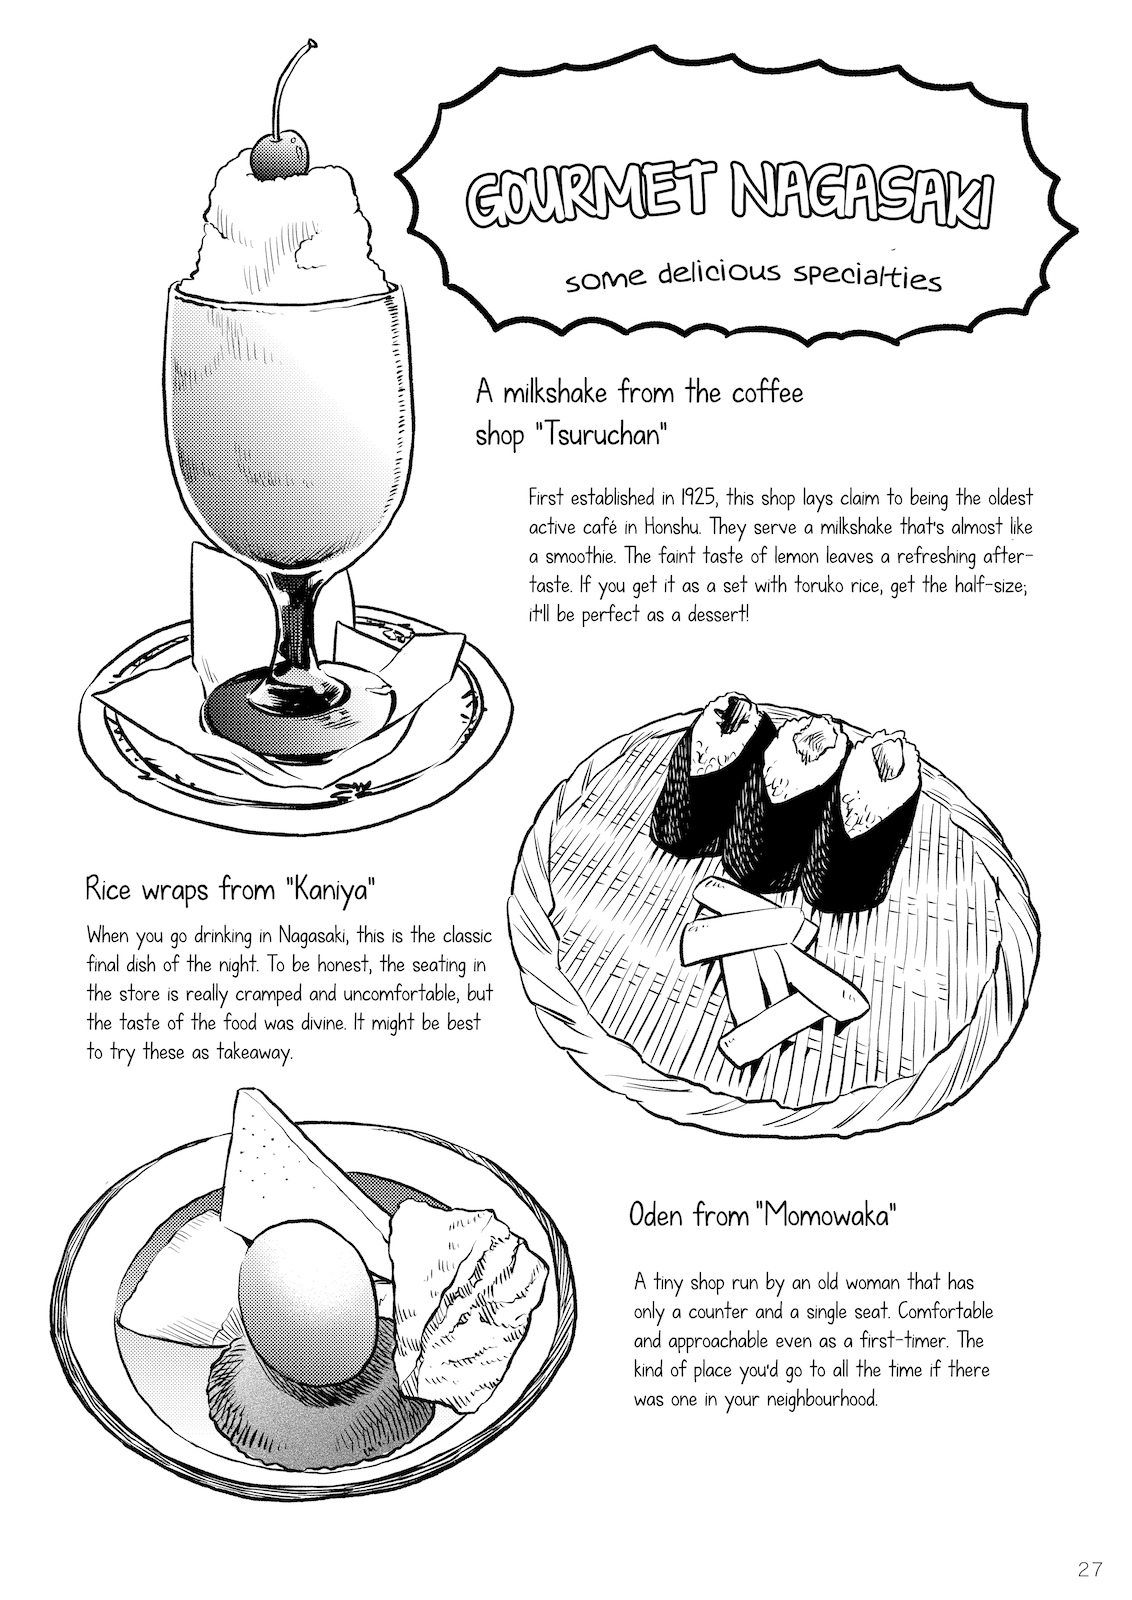 GOURMET NAGASAKI
some delicious specialties
A milkshake from the coffee
shop "Tsuruchan"
First established in 1925, this shop lays claim to being the oldest
active café in Honshu. They serve a milkshake that's almost like
a smoothie. The faint taste of lemon leaves a refreshing after-
taste. If you get it as a set with toruko rice, get the half-size;
it'll be perfect as a dessert!
Rice wraps from "Kaniya"
When you go drinking in Nagasaki, this is the classic
final dish of the night. To be honest, the seating in
the store is really cramped and uncomfortable, but
the taste of the food was divine. It might be best
to try these as takeaway.
Oden from "Momowaka"
A tiny shop run by an old woman that has
only a counter and a single seat. Comfortable
and approachable even as a first-timer. The
kind of place you'd go to all the time if there
was one in your neighbourhood.
27